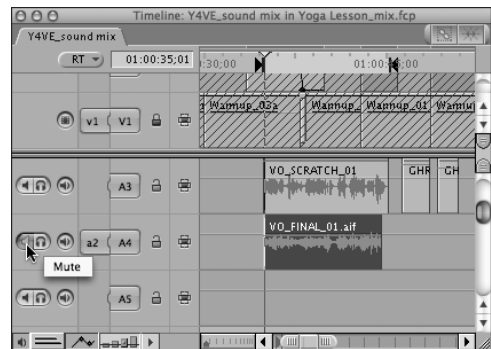 Timeline: Y4VE_sound mix in Yoga Lesson_mix.fcp
Y4VE_sound mix
RT 01:00:35;01 :30;00 01:00:
Warmup_03a Warmup_ Warmup_01 Warmu
v1 V1
A3 VO_SCRATCH_01 GHR GH
a2 A4 VO_FINAL_01.aif
Mute
A5